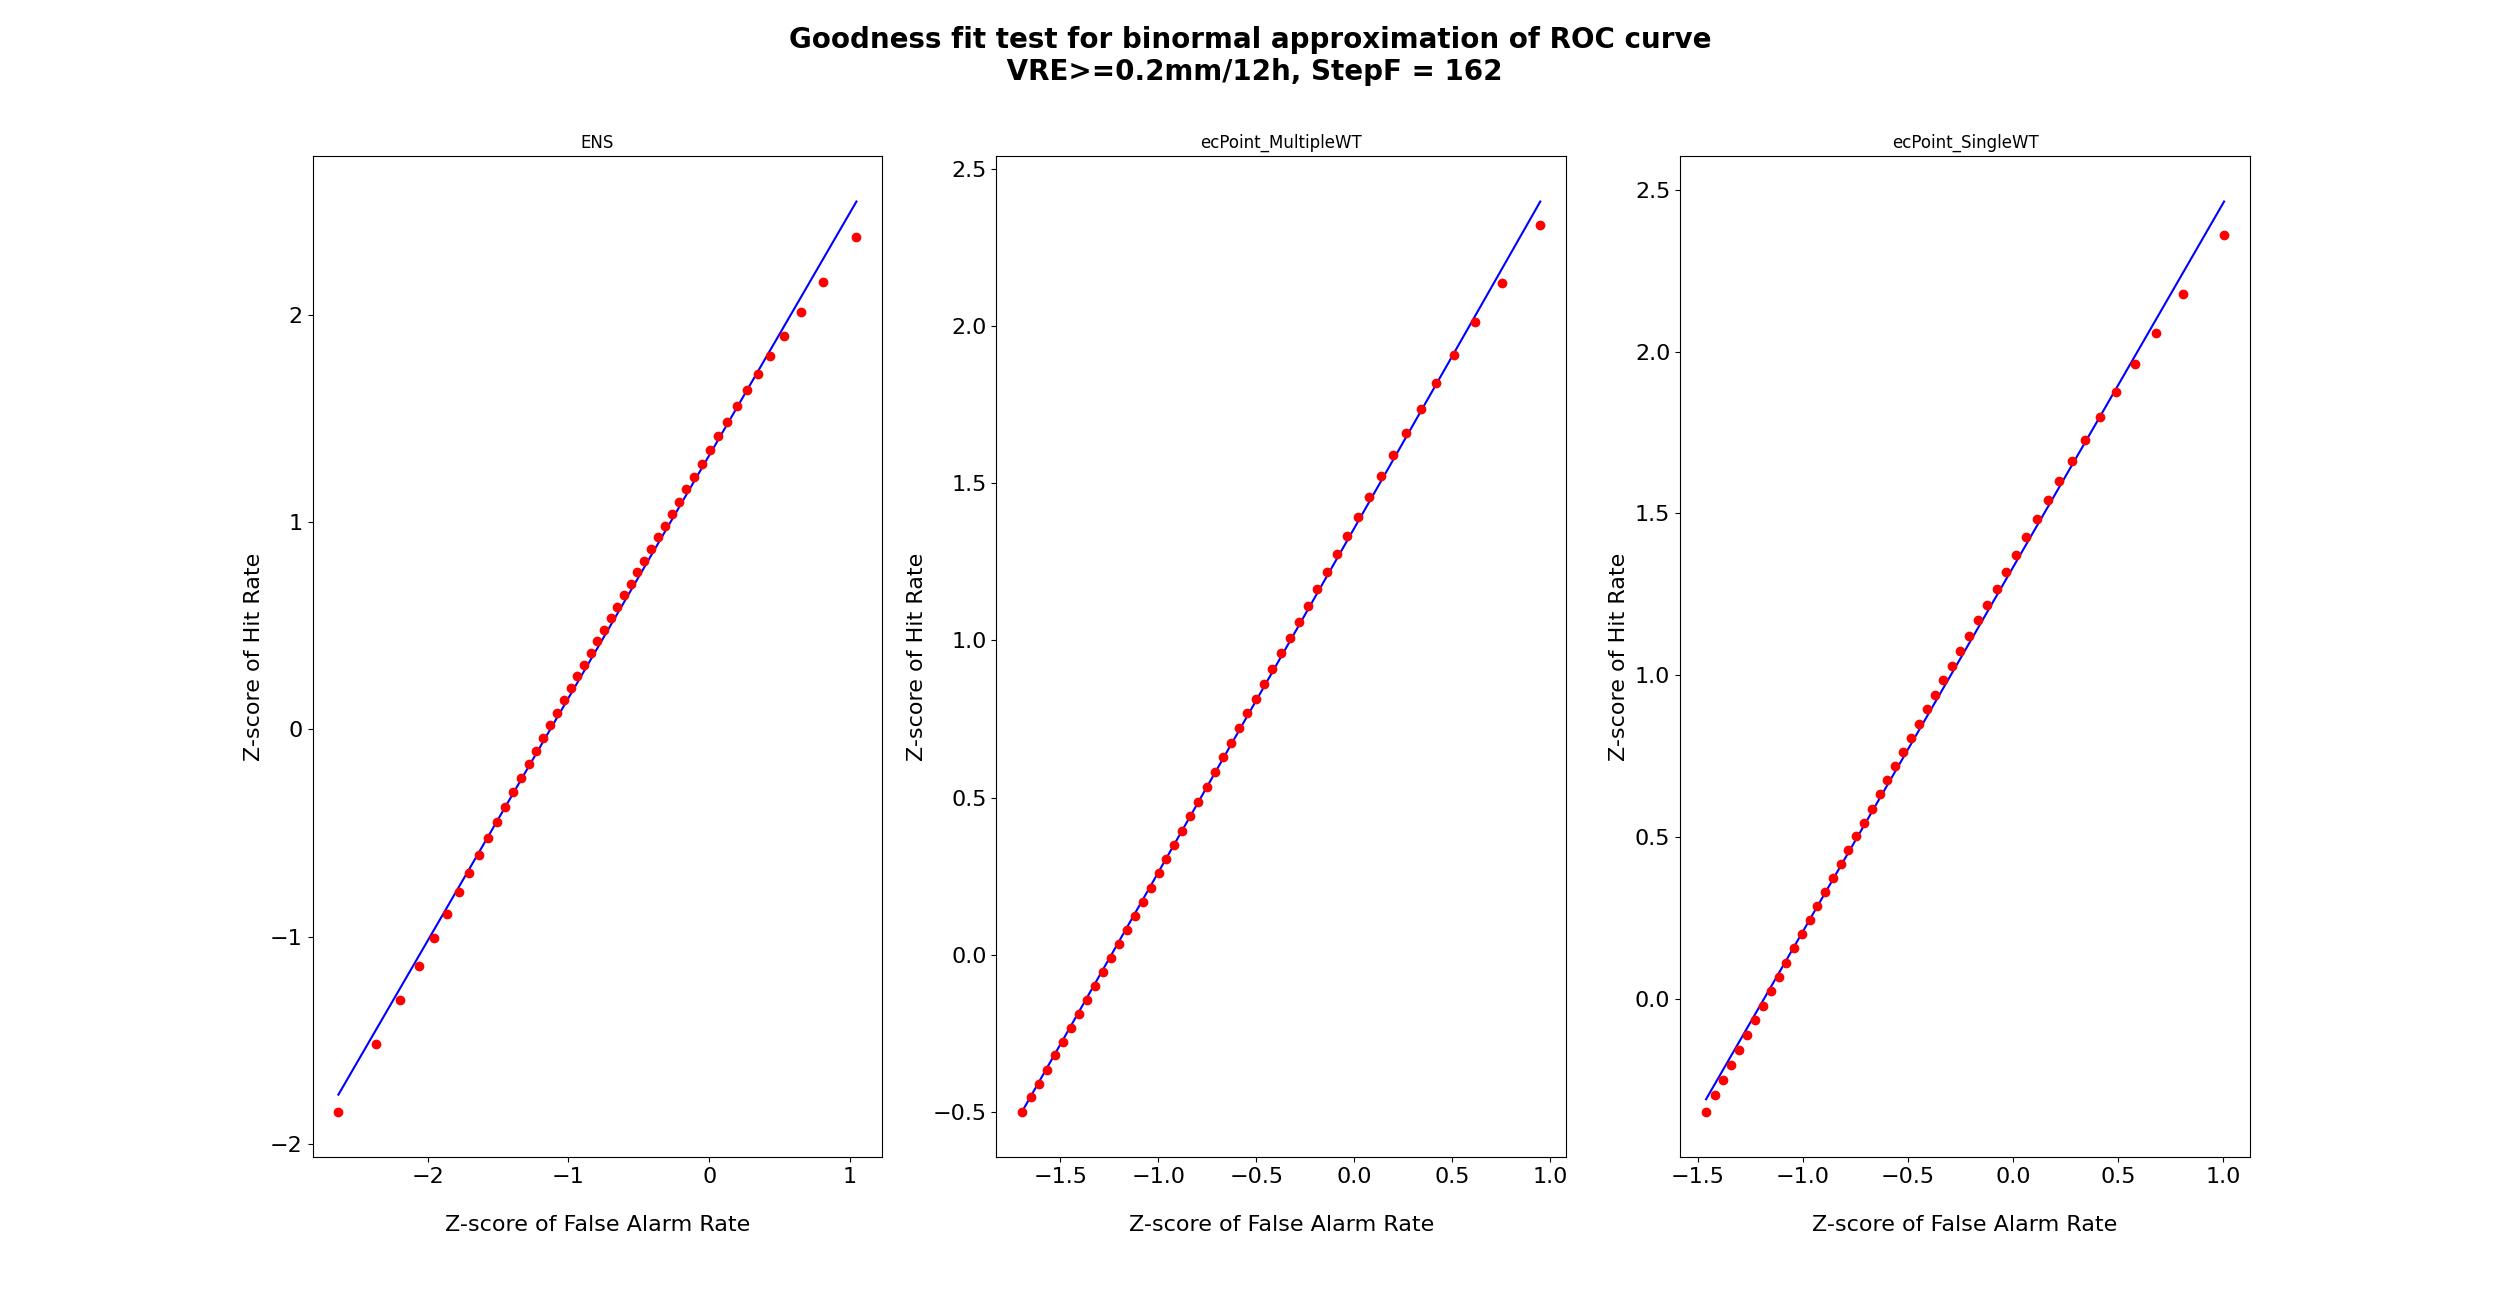 Goodness fit test for binormal approximation of ROC curve
VRE>=0.2mm/12h, StepF = 162
ENS
2
1
0
−1
−2
Z-score of Hit Rate
−2 −1 0 1
Z-score of False Alarm Rate
ecPoint_MultipleWT
2.5
2.0
1.5
1.0
0.5
0.0
−0.5
Z-score of Hit Rate
−1.5 −1.0 −0.5 0.0 0.5 1.0
Z-score of False Alarm Rate
ecPoint_SingleWT
2.5
2.0
1.5
1.0
0.5
0.0
Z-score of Hit Rate
−1.5 −1.0 −0.5 0.0 0.5 1.0
Z-score of False Alarm Rate